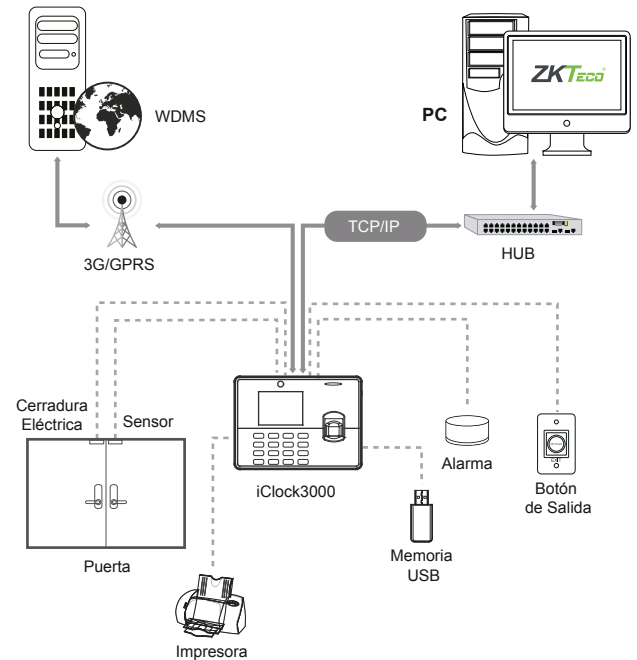 WDMS
PC
ZKTeco
3G/GPRS
TCP/IP
HUB
Cerradura
Eléctrica
Sensor
iClock3000
Alarma
EXIT
Botón
de Salida
Puerta
Memoria
USB
Impresora